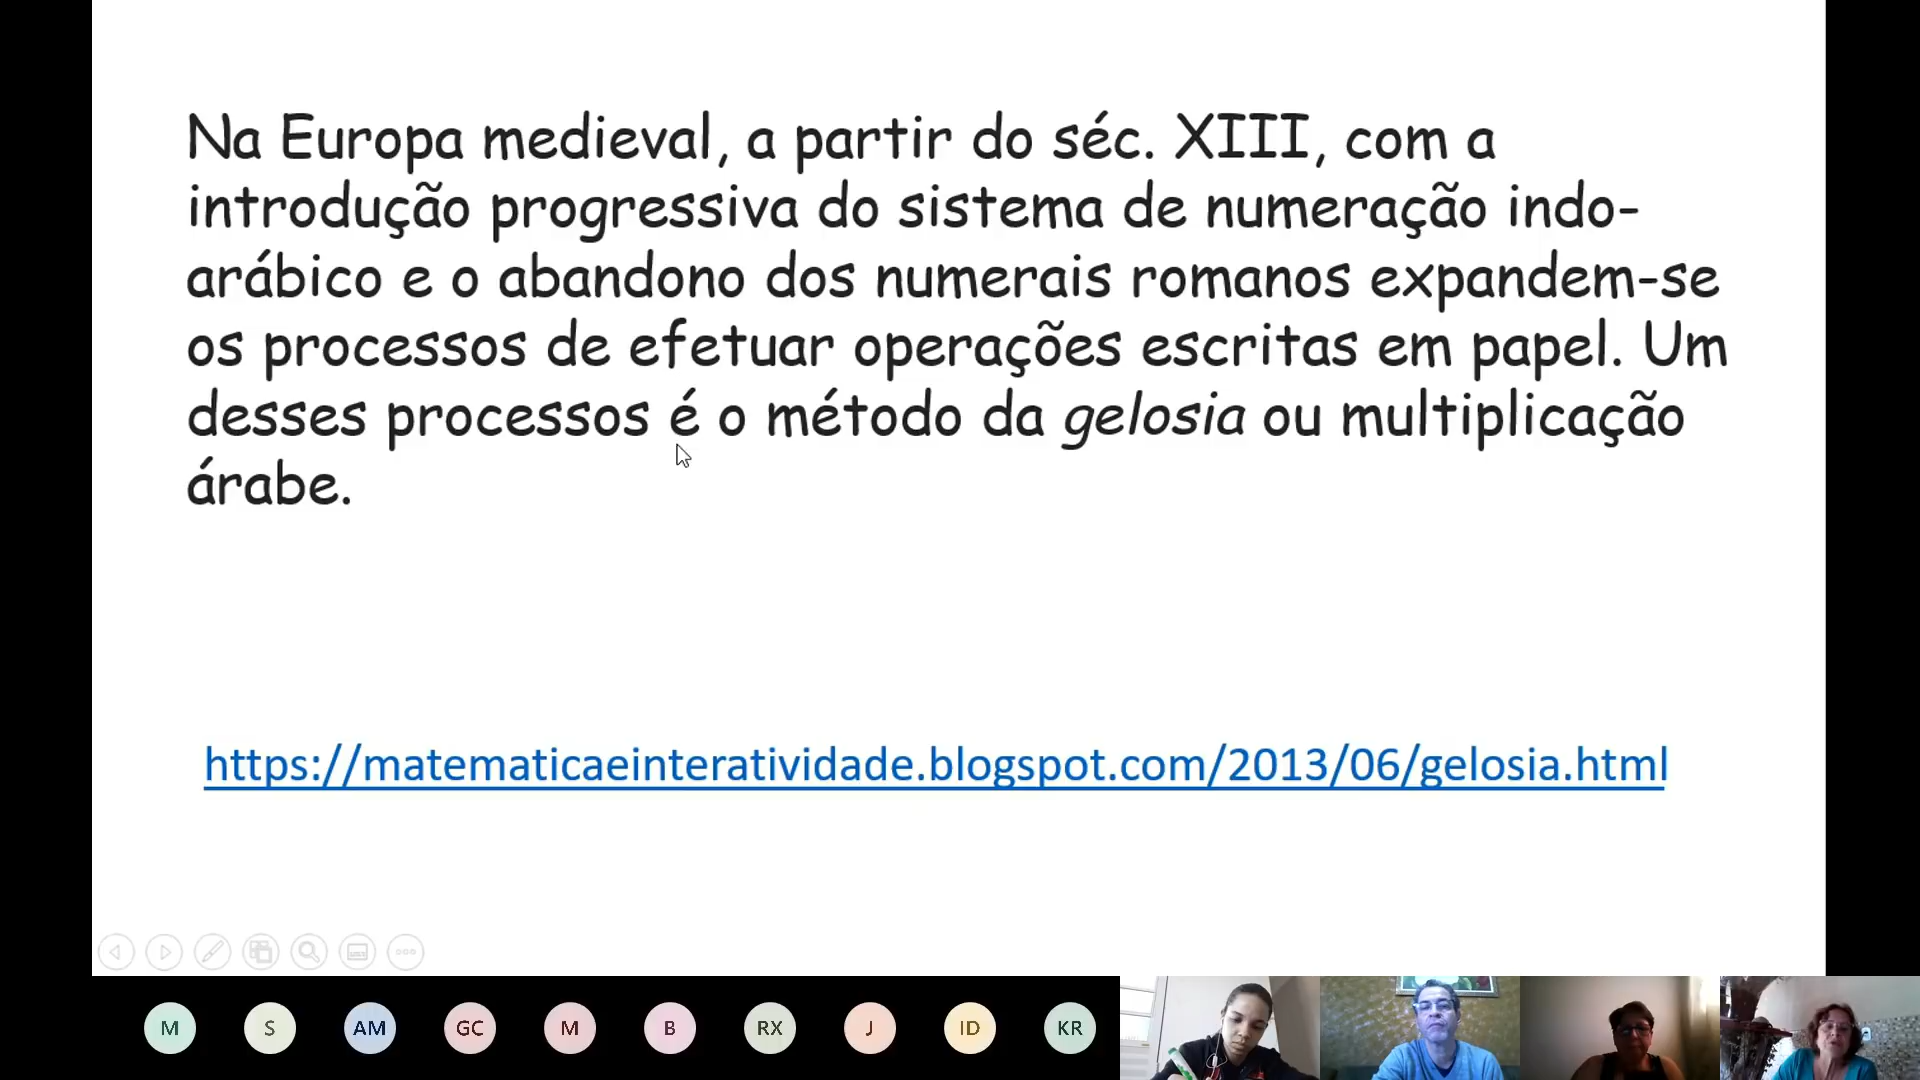 Na Europa medieval, a partir do séc. XIII, com a
introdução progressiva do sistema de numeração indo-
arábico e o abandono dos numerais romanos expandem-se
os processos de efetuar operações escritas em papel. Um
desses processos é o método da gelosia ou multiplicação
árabe.
https://matematicaeinteratividade.blogspot.com/2013/06/gelosia.html
M S AM GC M B RX J ID KR